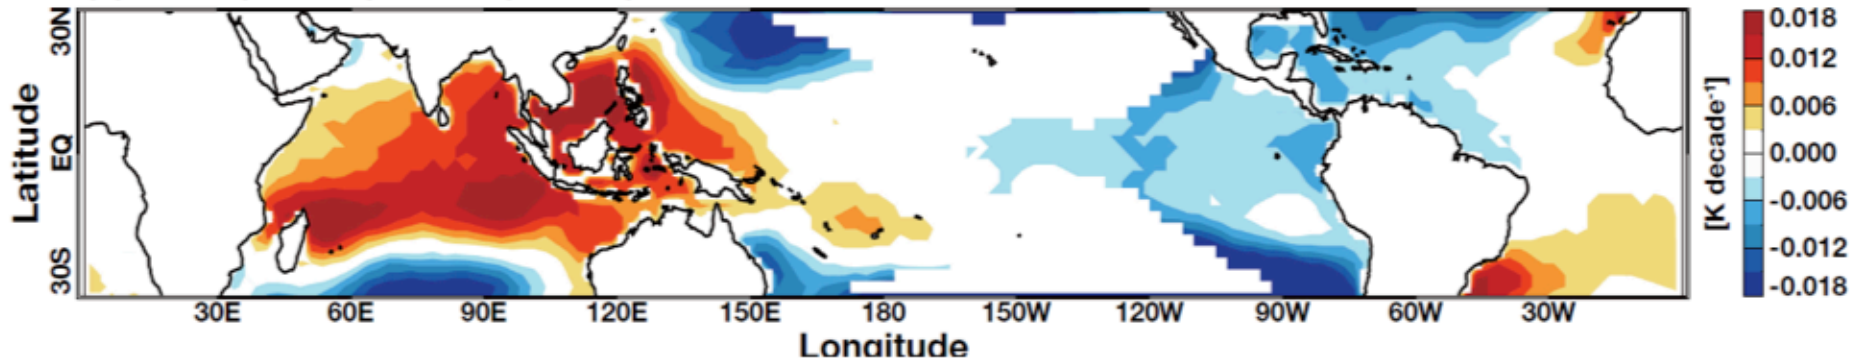 30N
EQ
30S
Latitude
30E 60E 90E 120E 150E 180 150W 120W 90W 60W 30W
Longitude
0.018
0.012
0.006
0.000
-0.006
-0.012
-0.018
[K decade⁻¹]